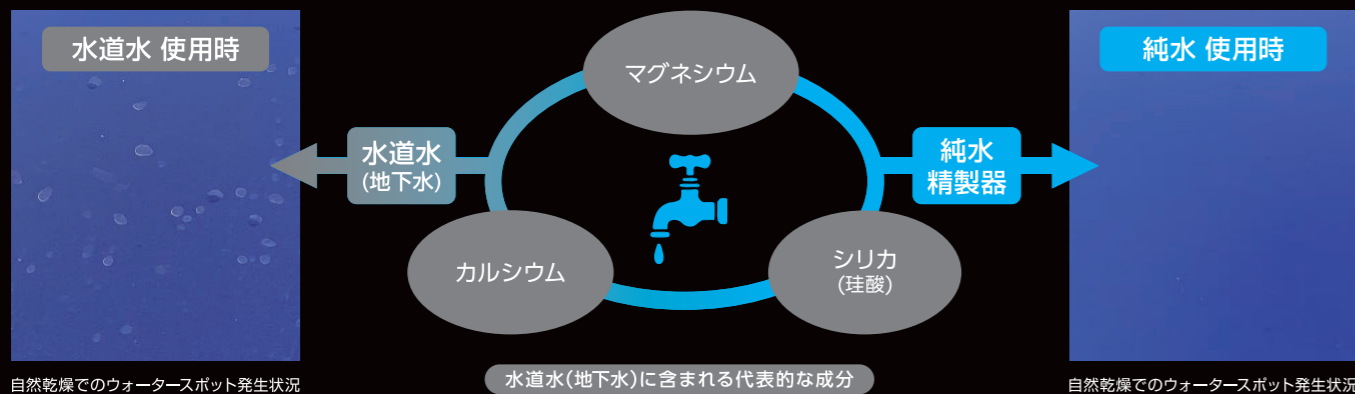 水道水 使用時
自然乾燥でのウォータースポット発生状況
水道水
(地下水)
マグネシウム
カルシウム
シリカ
(珪酸)
水道水(地下水)に含まれる代表的な成分
純水
精製器
純水 使用時
自然乾燥でのウォータースポット発生状況